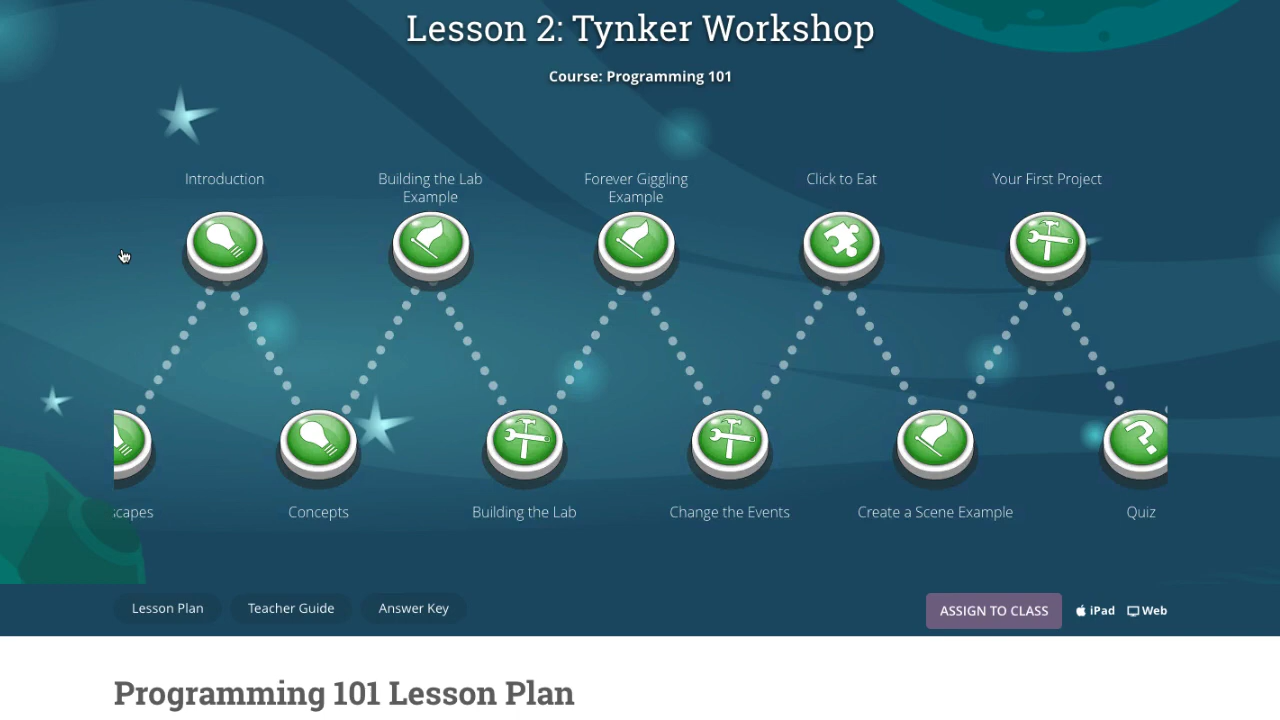 Lesson 2: Tynker Workshop
Course: Programming 101
Introduction
Building the Lab
Example
Forever Giggling
Example
Click to Eat
Your First Project
scapes
Concepts
Building the Lab
Change the Events
Create a Scene Example
Quiz
Lesson Plan
Teacher Guide
Answer Key
ASSIGN TO CLASS
iPad
Web
Programming 101 Lesson Plan